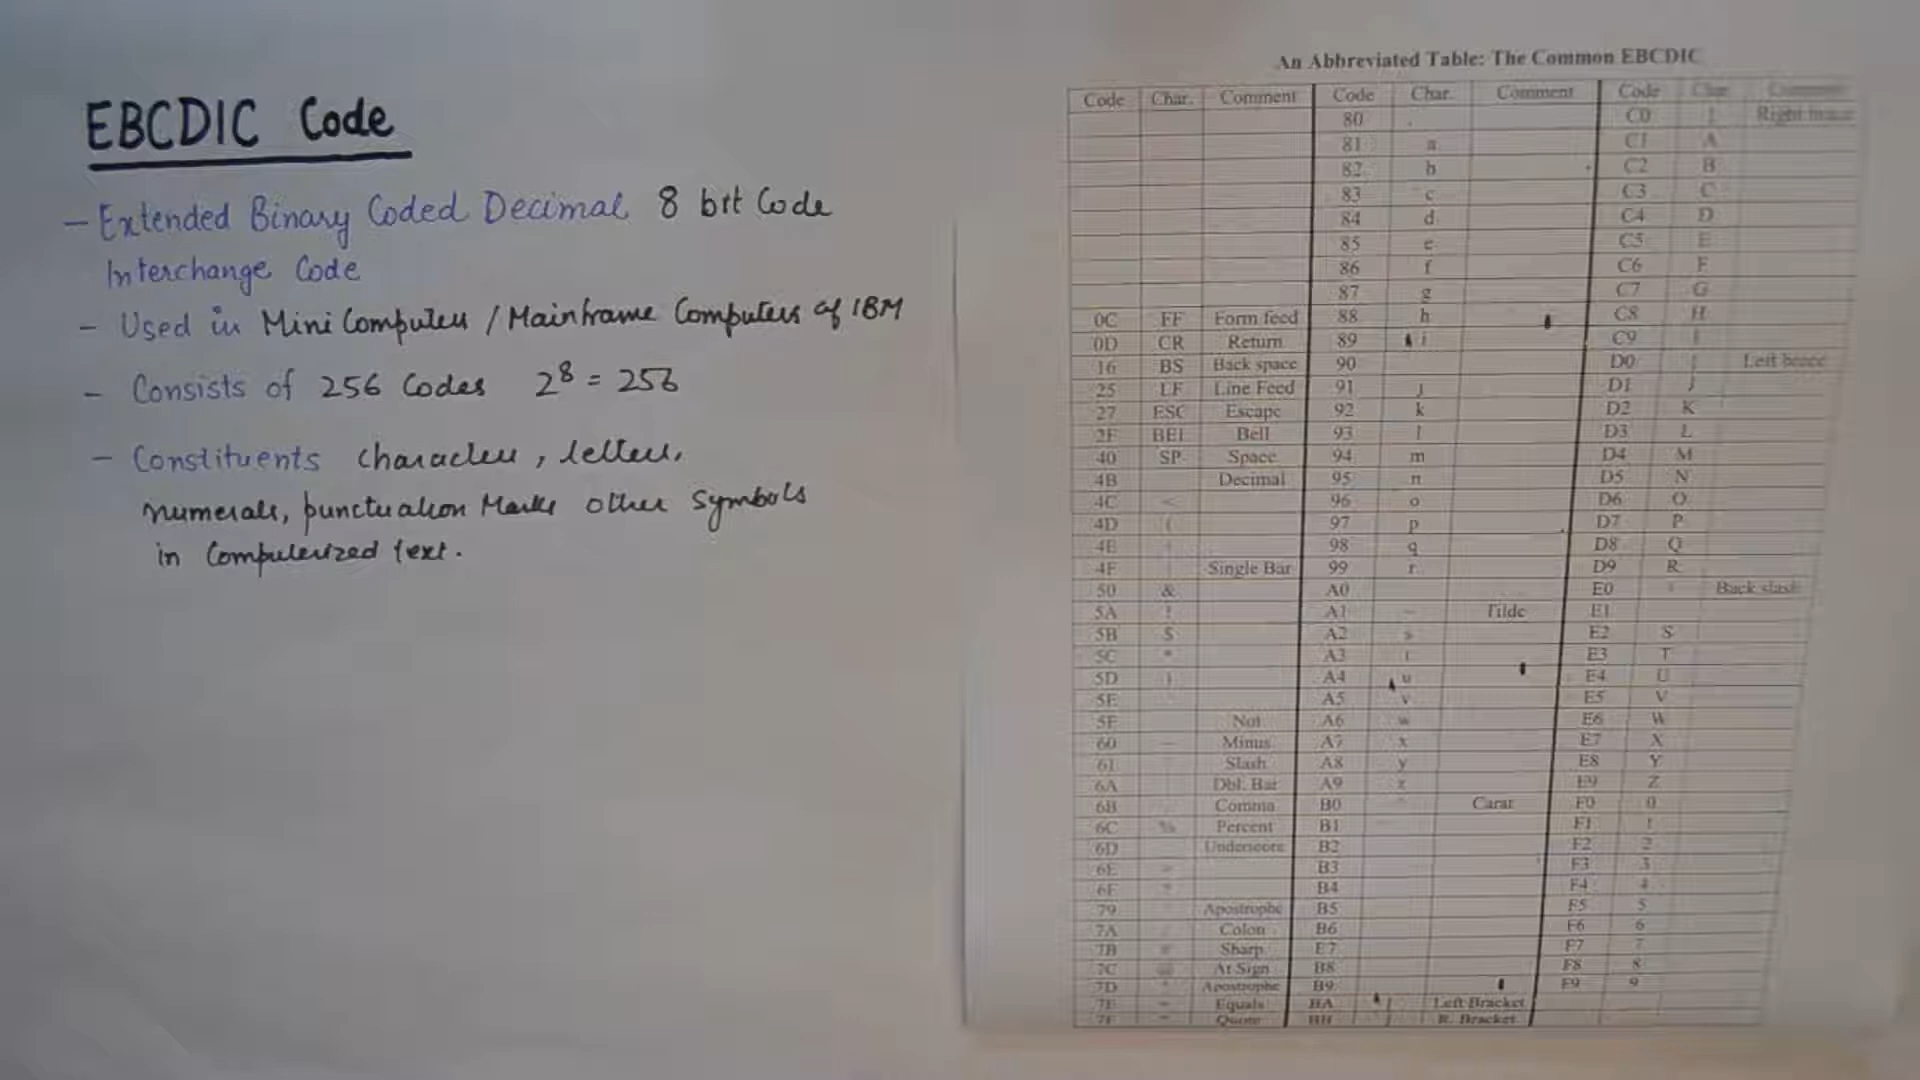 EBCDIC Code
- Extended Binary Coded Decimal 8 bit Code
Interchange Code
- Used in Mini Computers / Mainframe Computers of IBM
- Consists of 256 Codes 2⁸ = 256
- Constituents characters, letters,
numerals, punctuation Marks other symbols
in Computerized text.
An Abbreviated Table: The Common EBCDIC
Code Char. Comment Code Char. Comment Code Char
80 C0 Right
81 a C1 A
82 b C2 B
83 c C3 C
84 d C4 D
85 e C5 E
86 f C6 F
87 g C7 G
0C FF Form feed 88 h C8 H
0D CR Return 89 i C9 I
16 BS Back space 90 D0 Left brace
25 LF Line Feed 91 j D1 J
27 ESC Escape 92 k D2 K
2F BEL Bell 93 l D3 L
40 SP Space 94 m D4 M
4B Decimal 95 n D5 N
4C < 96 o D6 O
4D ( 97 p D7 P
4E 98 q D8 Q
4F Single Bar 99 r D9 R
50 & A0 E0 Back slash
5A ! A1 Tilde E1
5B $ A2 s E2 S
5C * A3 t E3 T
5D ) A4 u E4 U
5E A5 v E5 V
5F Not A6 w E6 W
60 Minus A7 x E7 X
61 Slash A8 y E8 Y
6A Dbl. Bar A9 z E9 Z
6B Comma B0 Carat F0 0
6C % Percent B1 F1 1
6D Underscore B2 F2 2
6E B3 F3 3
6F B4 F4 4
79 Apostrophe B5 F5 5
7A Colon B6 F6 6
7B Sharp E7 F7 7
7C At Sign B8 F8 8
7D Apostrophe B9 F9 9
7E Equals BA Left Bracket
7F Quote BB R. Bracket